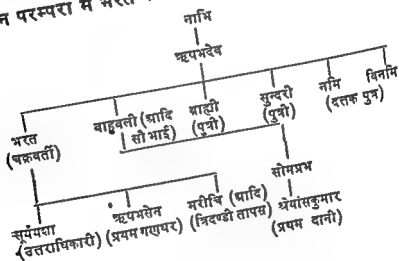 न परम्परा में भरत
नाभि
ऋषभदेव
भरत
(चक्रवर्ती)
बाहुबली (आदि
सौ भाई)
ब्राह्मी
(पुत्री)
सुन्दरी
(पुत्री)
नमि
विनमि
(दत्तक पुत्र)
सोमप्रभ
सूर्ययशा
(उत्तराधिकारी)
ऋषभसेन
(प्रथम गणधर)
मरीचि (आदि)
(त्रिदण्डी तापस)
श्रेयांसकुमार
(प्रथम दानी)